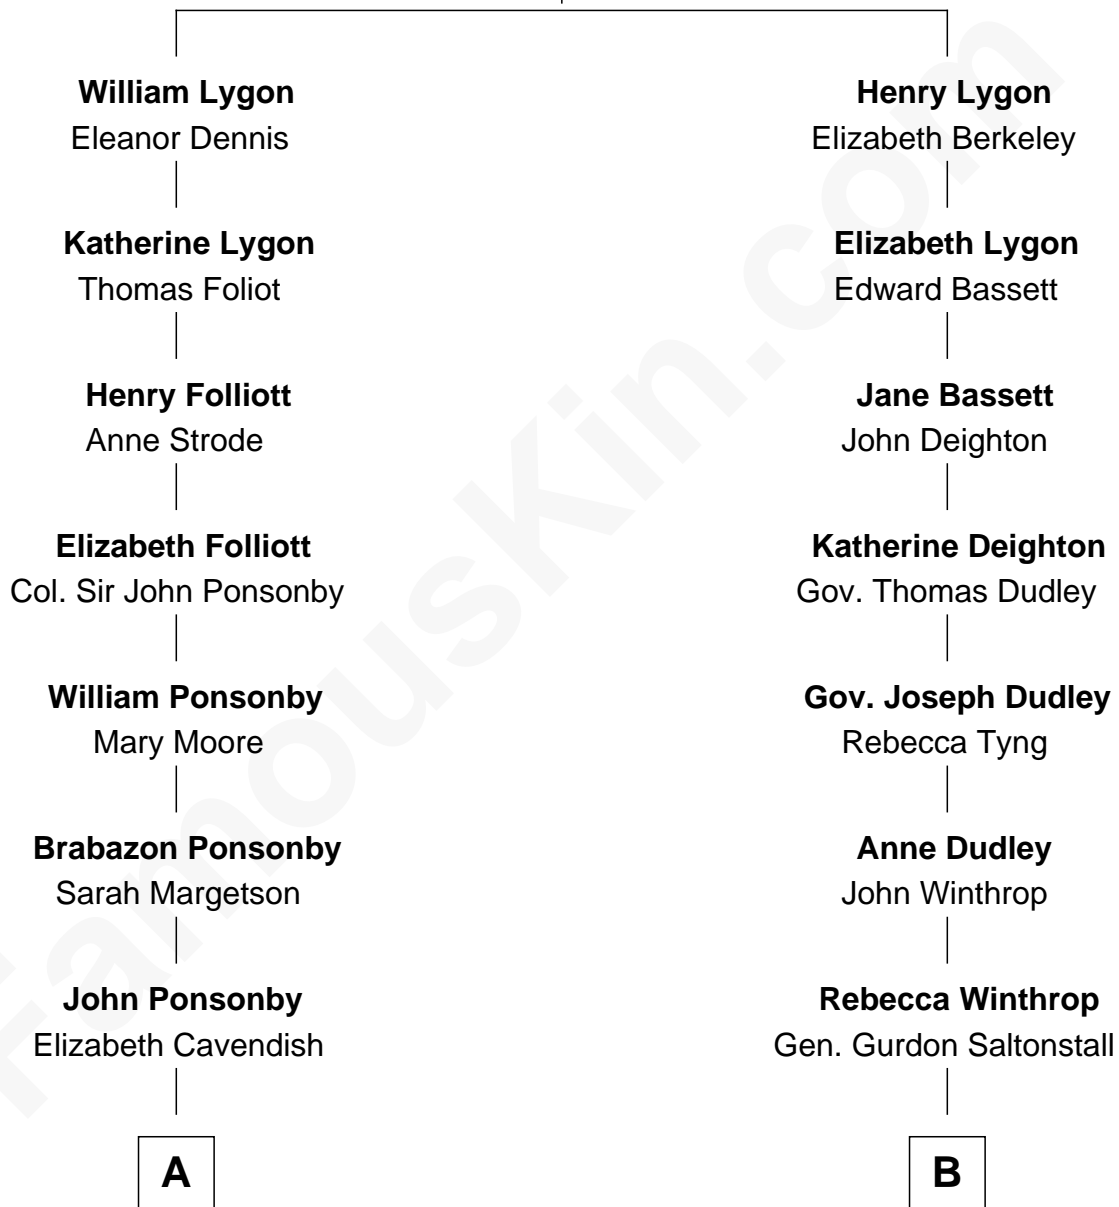 William Lygon
Eleanor Dennis
Katherine Lygon
Thomas Foliot
Henry Folliott
Anne Strode
Elizabeth Folliott
Col. Sir John Ponsonby
William Ponsonby
Mary Moore
Brabazon Ponsonby
Sarah Margetson
John Ponsonby
Elizabeth Cavendish
A
Henry Lygon
Elizabeth Berkeley
Elizabeth Lygon
Edward Bassett
Jane Bassett
John Deighton
Katherine Deighton
Gov. Thomas Dudley
Gov. Joseph Dudley
Rebecca Tyng
Anne Dudley
John Winthrop
Rebecca Winthrop
Gen. Gurdon Saltonstall
B
FamousKin.com